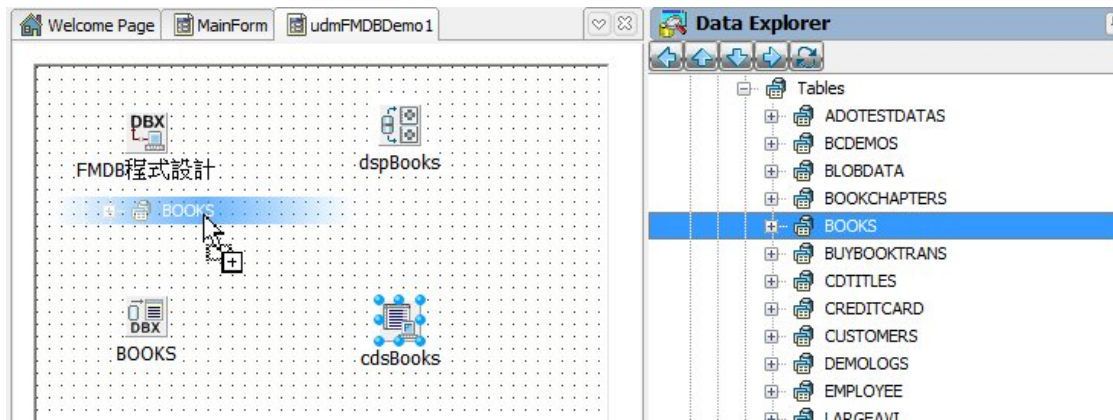 Welcome Page
MainForm
udmFMDBDemo1
DBX
FMDB程式設計
dspBooks
BOOKS
DBX
BOOKS
cdsBooks
Data Explorer
Tables
ADOTESTDATAS
BCDEMOS
BLOBDATA
BOOKCHAPTERS
BOOKS
BUYBOOKTRANS
CDTITLES
CREDITCARD
CUSTOMERS
DEMOLOGS
EMPLOYEE
LARGEAVI